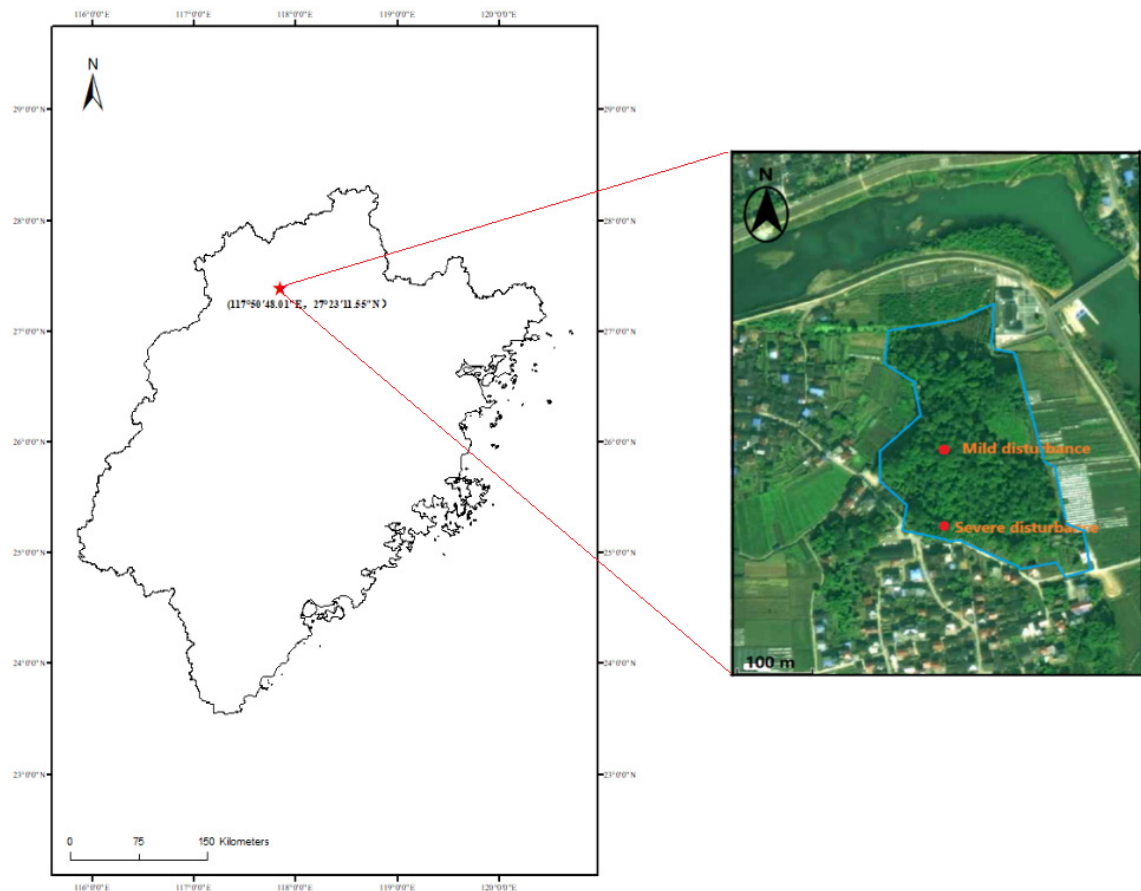 116°0'0"E 117°0'0"E 118°0'0"E 119°0'0"E 120°0'0"E
N
29°0'0"N 29°0'0"N
28°0'0"N 28°0'0"N
(117°50'48.01"E, 27°23'11.55"N)
27°0'0"N 27°0'0"N
26°0'0"N 26°0'0"N
25°0'0"N 25°0'0"N
24°0'0"N 24°0'0"N
23°0'0"N 23°0'0"N
0 75 150 Kilometers
116°0'0"E 117°0'0"E 118°0'0"E 119°0'0"E 120°0'0"E
N
Mild disturbance
Severe disturbance
100 m